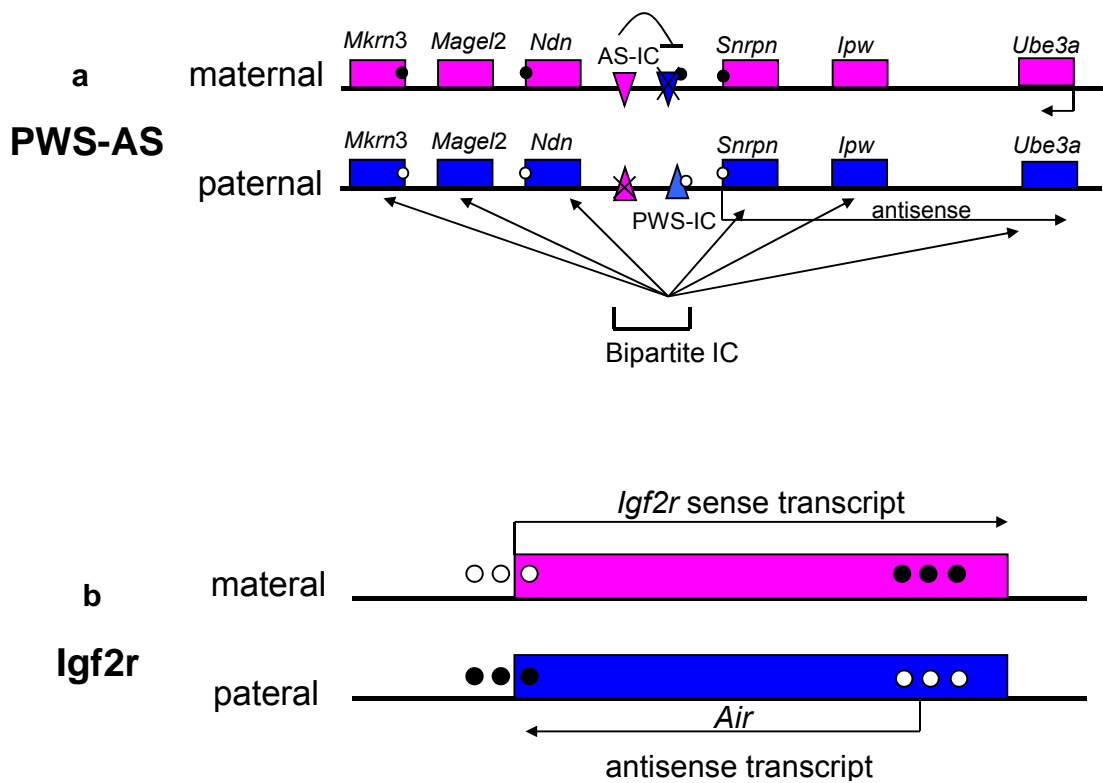 Mkrn3 Magel2 Ndn AS-IC Snrpn Ipw Ube3a
a
maternal
PWS-AS
Mkrn3 Magel2 Ndn Snrpn Ipw Ube3a
paternal
PWS-IC
antisense
Bipartite IC
Igf2r sense transcript
b
materal
Igf2r
pateral
Air
antisense transcript